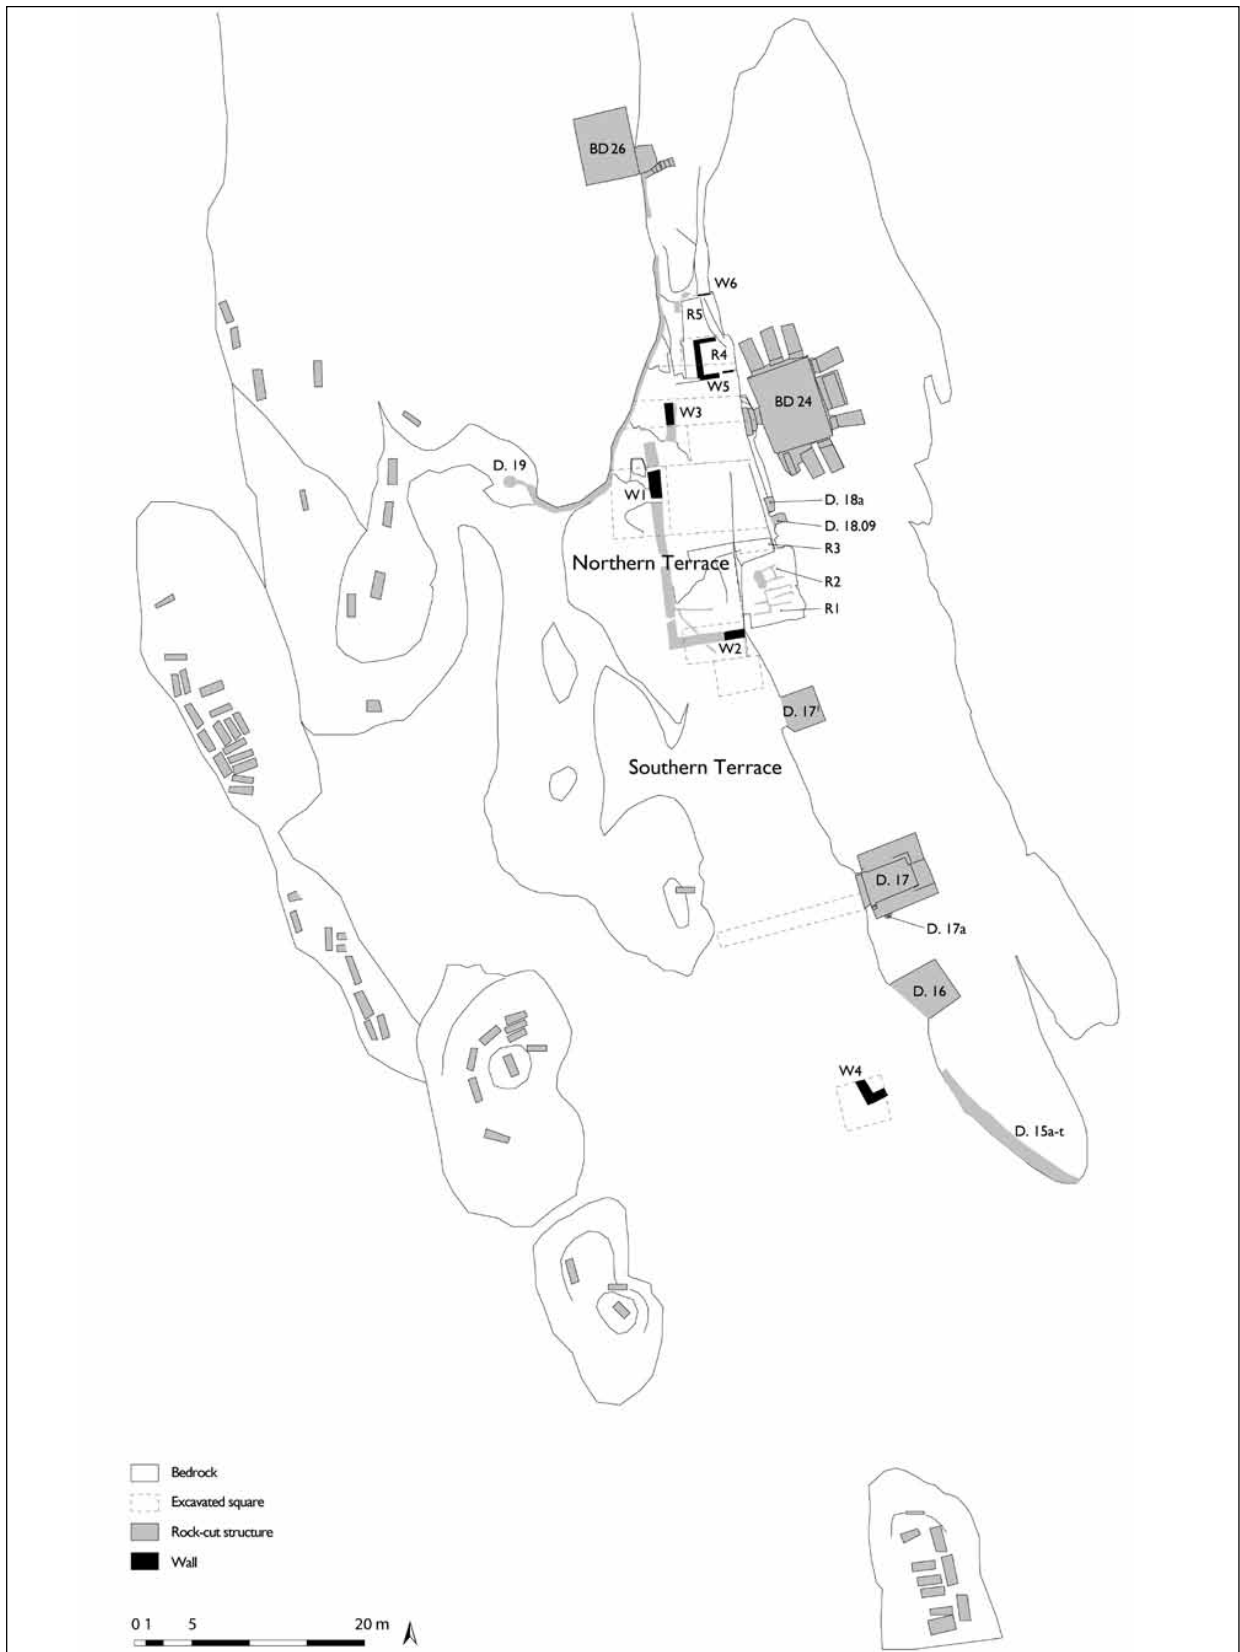 BD 26
W6
R5
R4
W5
BD 24
W3
D. 19
W1
D. 18a
D. 18.09
R3
Northern Terrace
R2
R1
W2
D. 17'
Southern Terrace
D. 17
D. 17a
D. 16
W4
D. 15a-t
Bedrock
Excavated square
Rock-cut structure
Wall
0 1 5 20 m